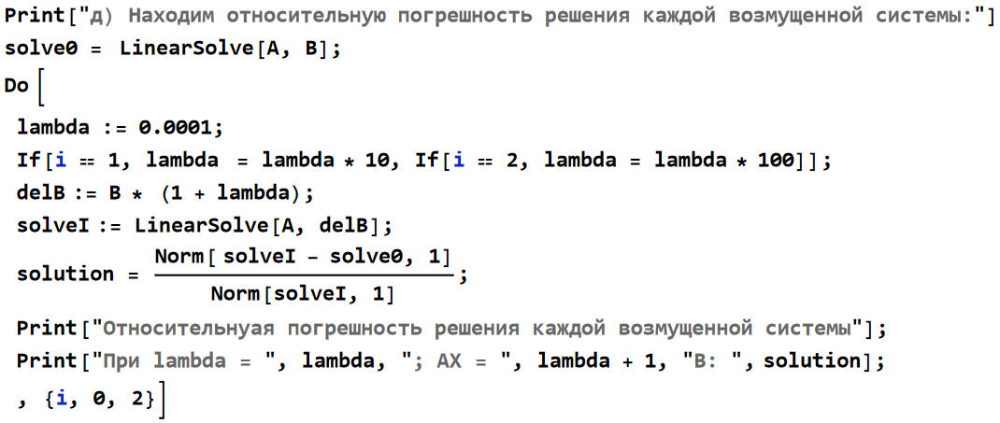 Print["д) Находим относительную погрешность решения каждой возмущенной системы:"]
solve0 = LinearSolve[A, B];
Do[
lambda := 0.0001;
If[i == 1, lambda = lambda * 10, If[i == 2, lambda = lambda * 100]];
delB := B * (1 + lambda);
solveI := LinearSolve[A, delB];
solution = Norm[ solveI - solve0, 1] / Norm[solveI, 1];
Print["Относительнуая погрешность решения каждой возмущенной системы"];
Print["При lambda = ", lambda, "; AX = ", lambda + 1, "B: ", solution];
, {i, 0, 2}]